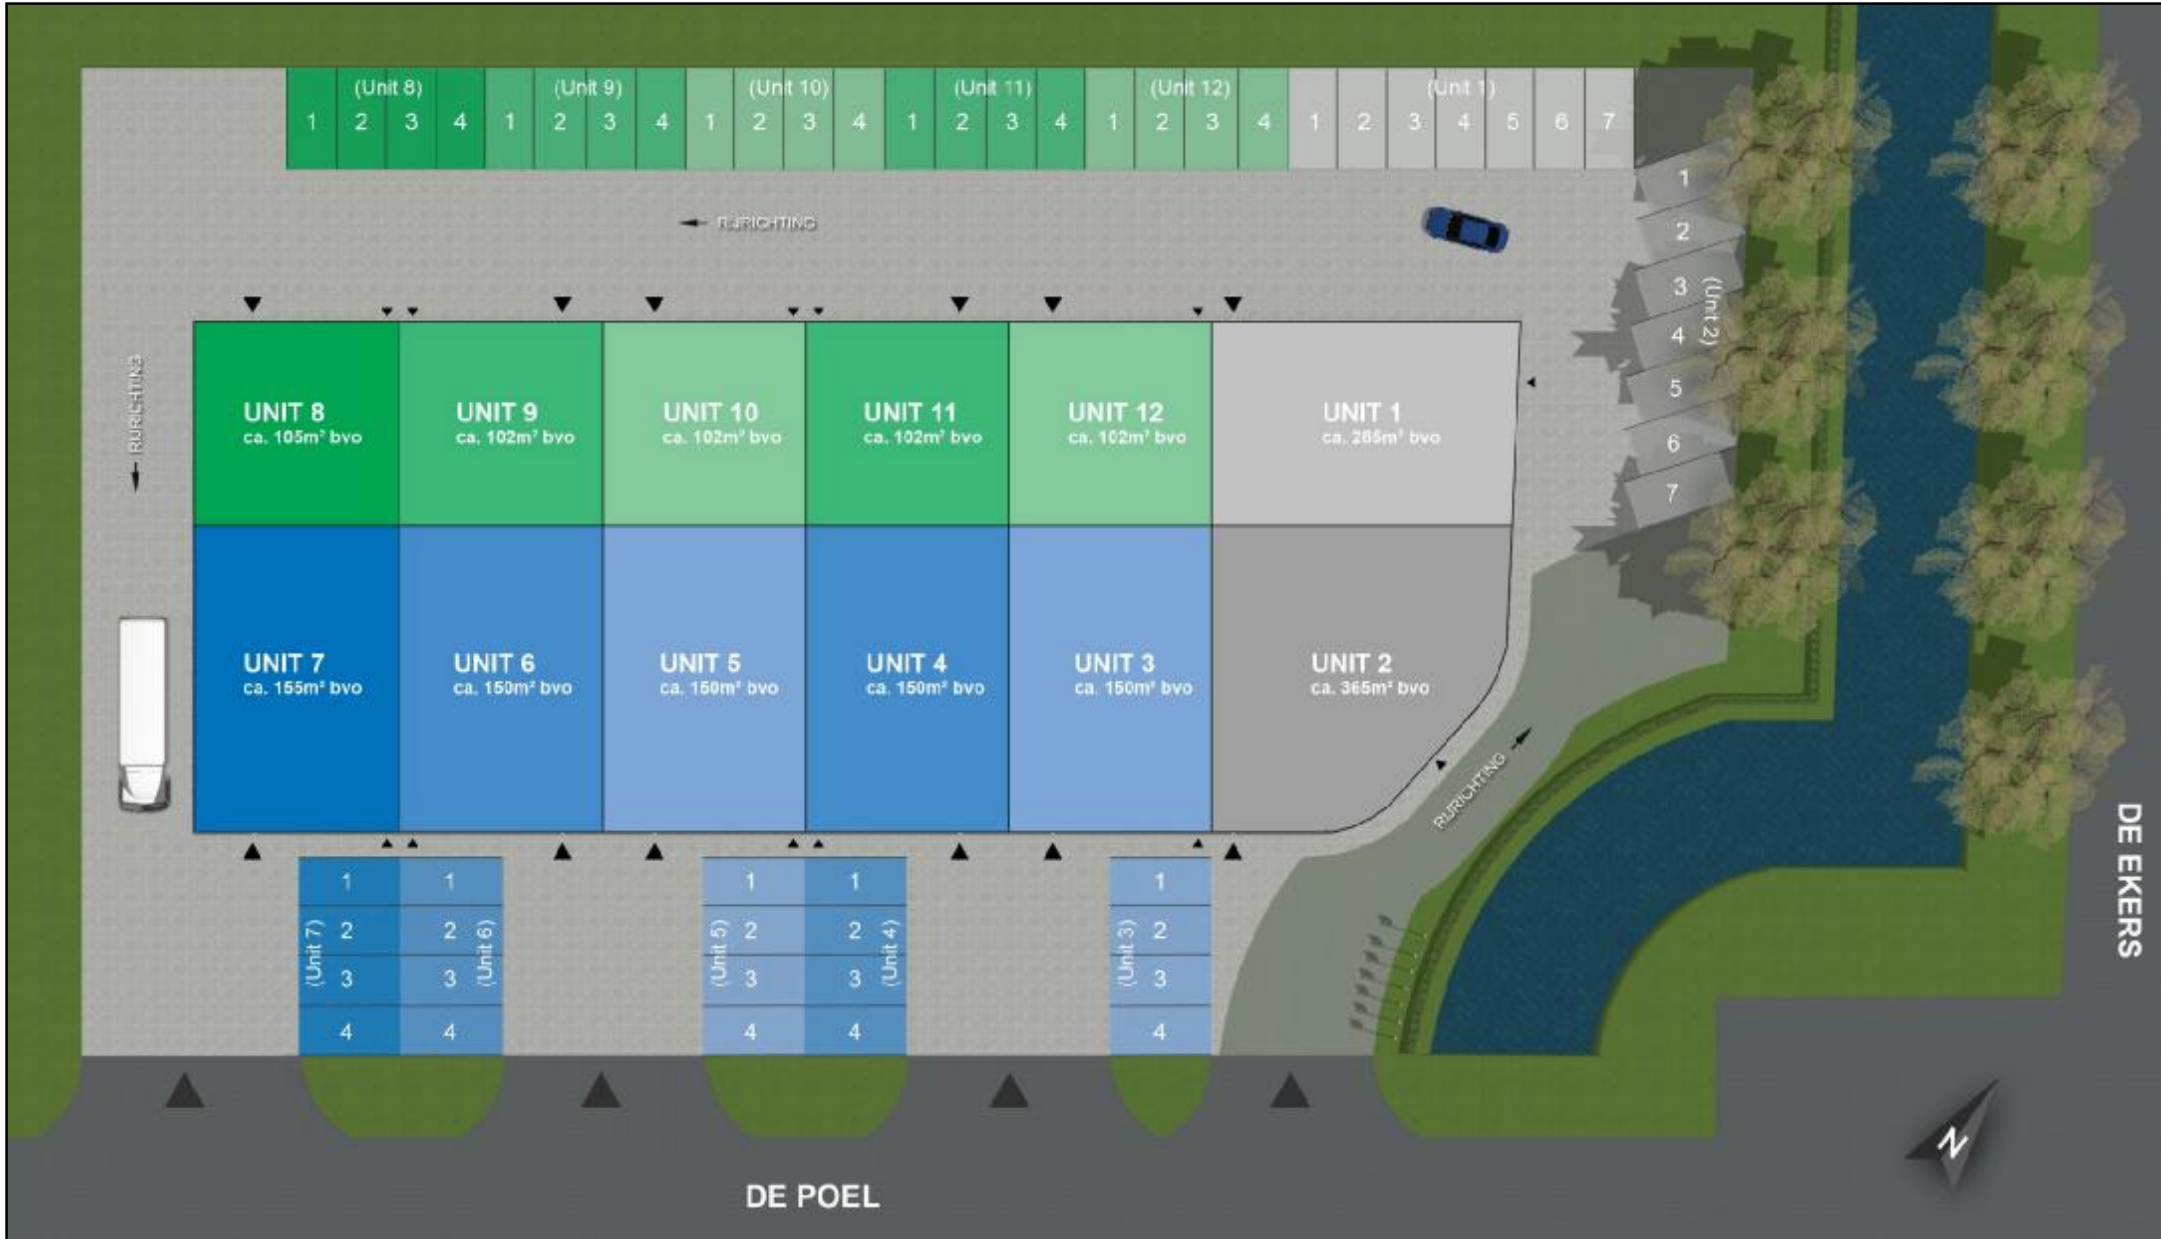 (Unit 8) (Unit 9) (Unit 10) (Unit 11) (Unit 12) (Unit 1)
1 2 3 4 1 2 3 4 1 2 3 4 1 2 3 4 1 2 3 4 1 2 3 4 5 6 7
1
2
3
4
5
6
7
(Unit 2)
RIJRICHTING
RIJRICHTING
UNIT 8
ca. 105m² bvo
UNIT 9
ca. 102m² bvo
UNIT 10
ca. 102m² bvo
UNIT 11
ca. 102m² bvo
UNIT 12
ca. 102m² bvo
UNIT 1
ca. 265m² bvo
UNIT 7
ca. 155m² bvo
UNIT 6
ca. 150m² bvo
UNIT 5
ca. 150m² bvo
UNIT 4
ca. 150m² bvo
UNIT 3
ca. 150m² bvo
UNIT 2
ca. 365m² bvo
RIJRICHTING
(Unit 7)
1
2
3
4
1
2
3
4
(Unit 6)
(Unit 5)
1
2
3
4
1
2
3
4
(Unit 4)
(Unit 3)
1
2
3
4
DE EKERS
N
DE POEL